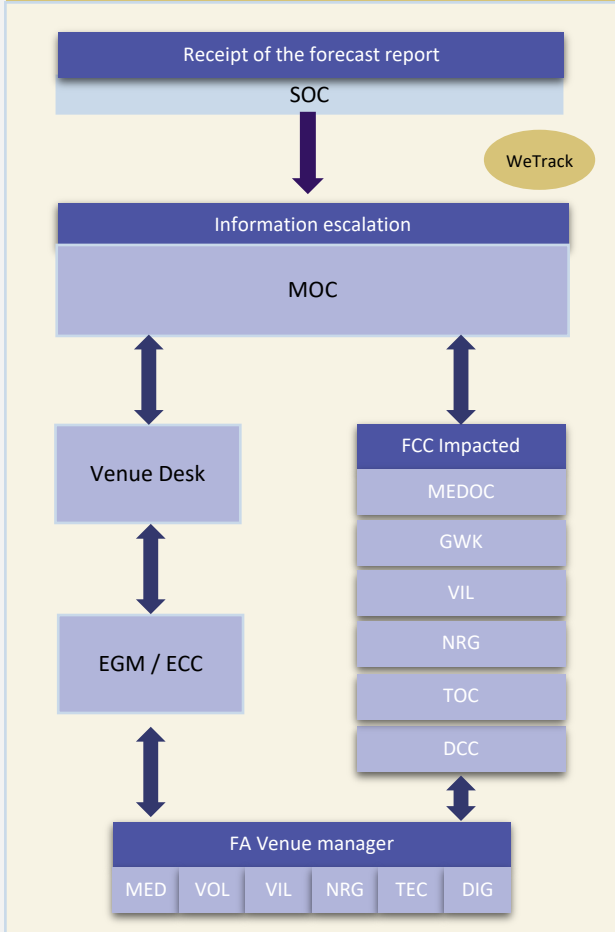 Receipt of the forecast report
SOC
WeTrack
Information escalation
MOC
Venue Desk
EGM / ECC
FCC Impacted
MEDOC
GWK
VIL
NRG
TOC
DCC
FA Venue manager
MED VOL VIL NRG TEC DIG